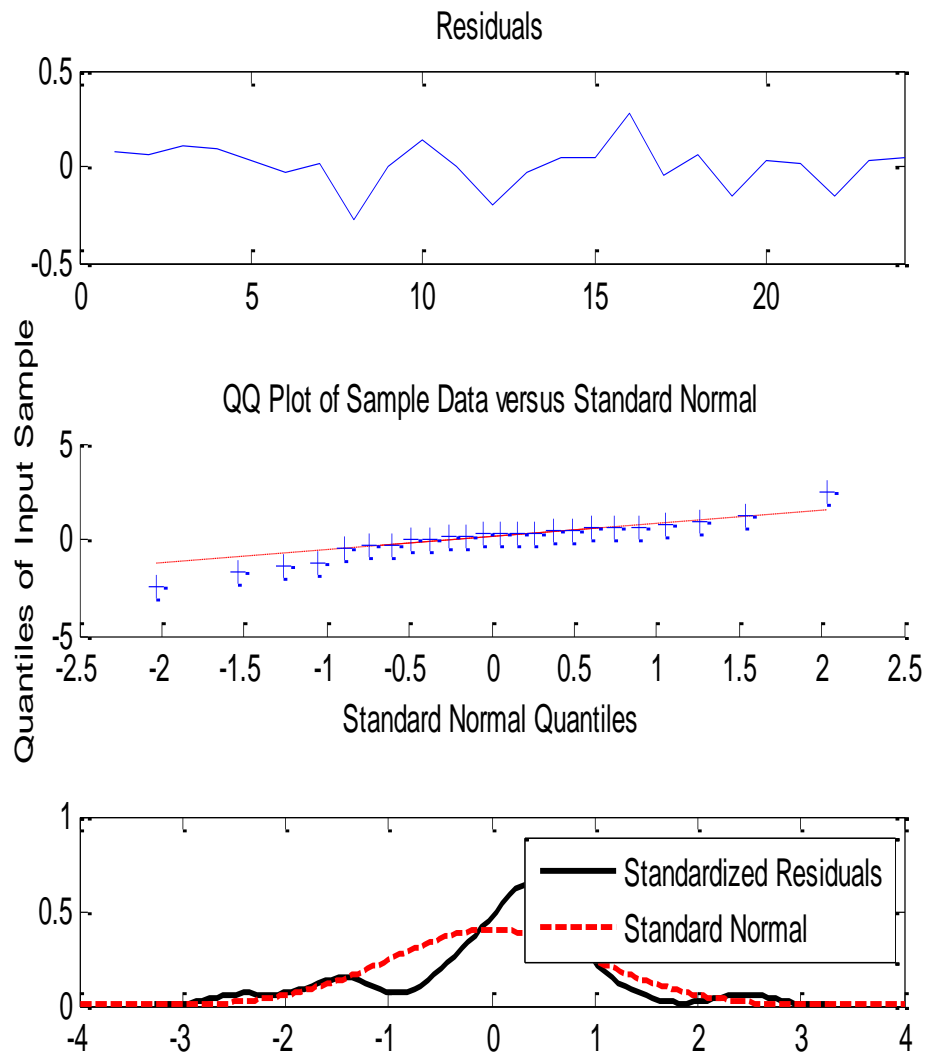 Residuals
0.5
0
-0.5
0 5 10 15 20
Quantiles of Input Sample
QQ Plot of Sample Data versus Standard Normal
5
0
-5
-2.5 -2 -1.5 -1 -0.5 0 0.5 1 1.5 2 2.5
Standard Normal Quantiles
1
0.5
0
-4 -3 -2 -1 0 1 2 3 4
Standardized Residuals
Standard Normal